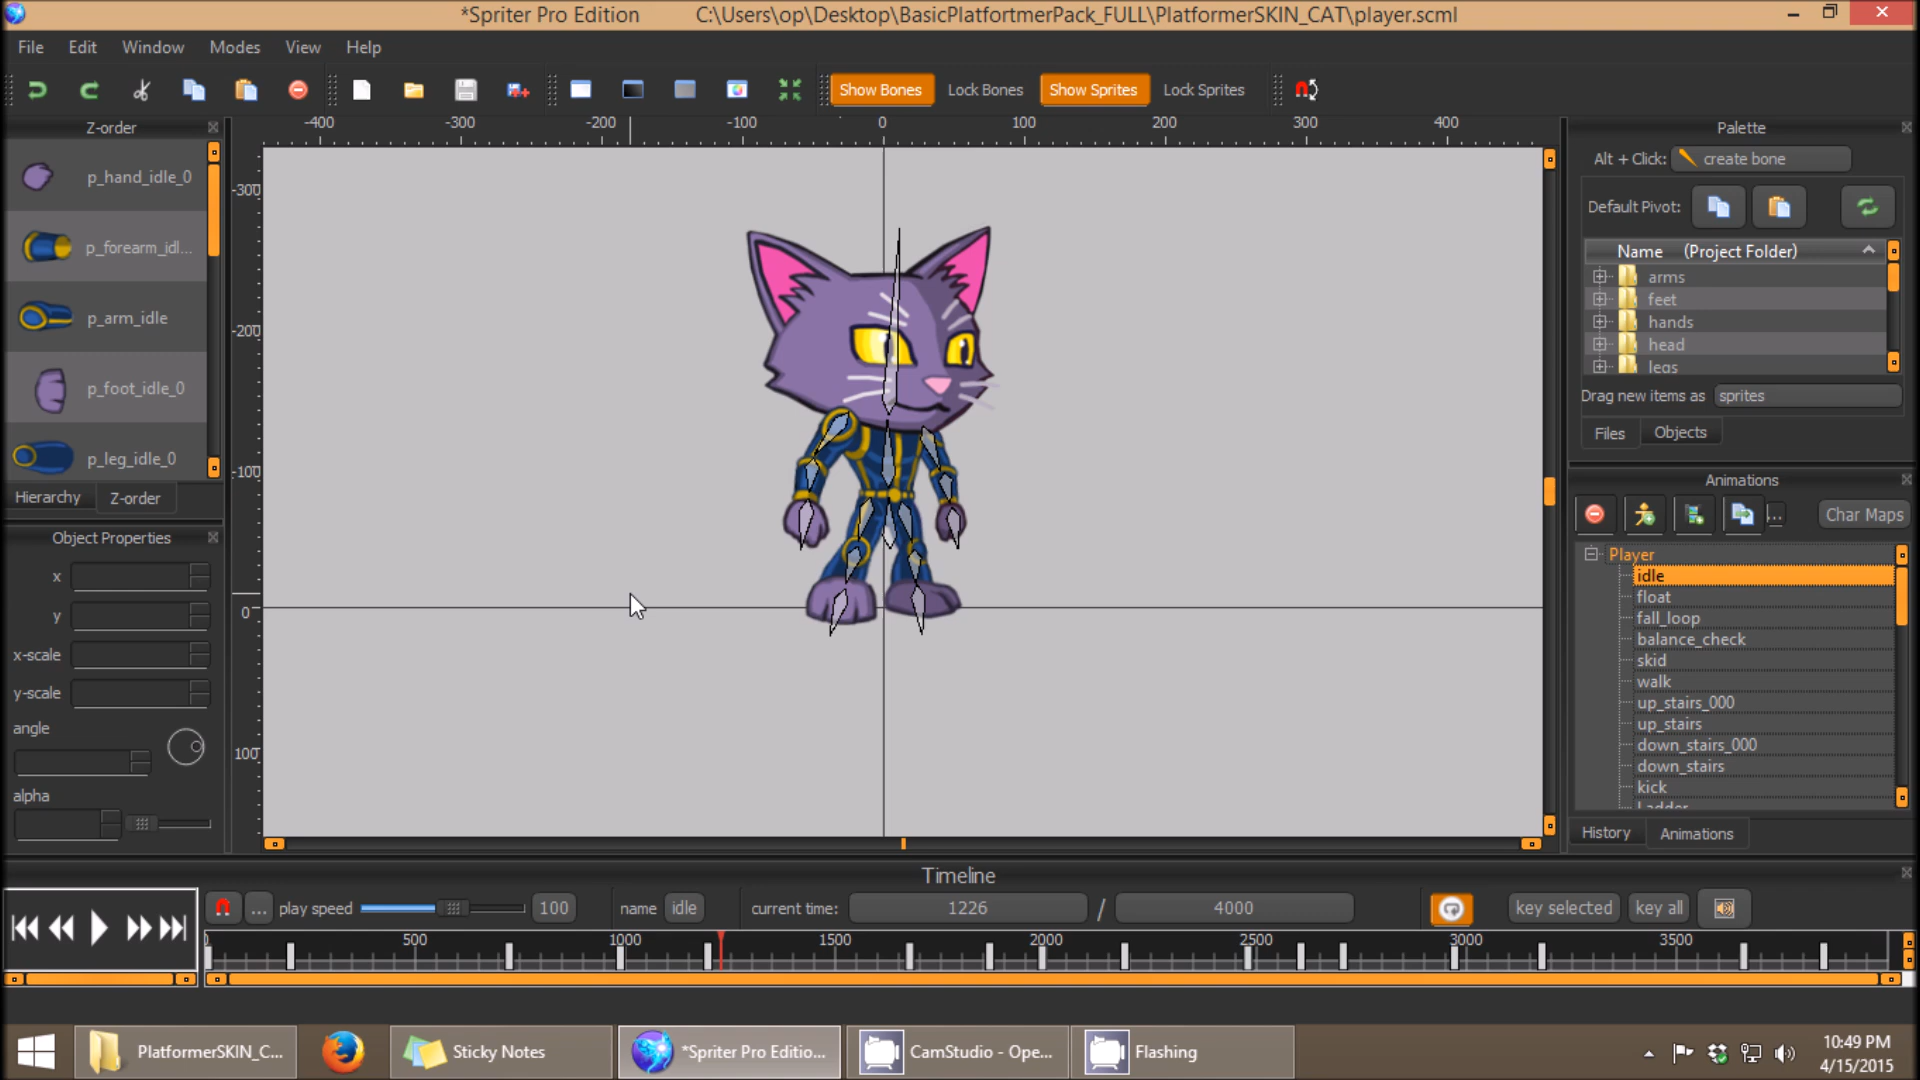 *Spriter Pro Edition C:\Users\op\Desktop\BasicPlatfortmerPack_FULL\PlatformerSKIN_CAT\player.scml
File Edit Window Modes View Help
Show Bones Lock Bones Show Sprites Lock Sprites
Z-order
p_hand_idle_0
p_forearm_idl...
p_arm_idle
p_foot_idle_0
p_leg_idle_0
Hierarchy Z-order
Object Properties
x
y
x-scale
y-scale
angle
alpha
-400 -300 -200 -100 0 100 200 300 400
-300
-200
-100
0
100
Palette
Alt + Click: create bone
Default Pivot:
Name (Project Folder)
arms
feet
hands
head
legs
Drag new items as sprites
Files Objects
Animations
... Char Maps
Player
idle
float
fall_loop
balance_check
skid
walk
up_stairs_000
up_stairs
down_stairs_000
down_stairs
kick
Ladder
History Animations
Timeline
... play speed 100 name idle current time: 1226 / 4000 key selected key all
0 500 1000 1500 2000 2500 3000 3500
PlatformerSKIN_C... Sticky Notes *Spriter Pro Editio... CamStudio - Ope... Flashing
10:49 PM
4/15/2015